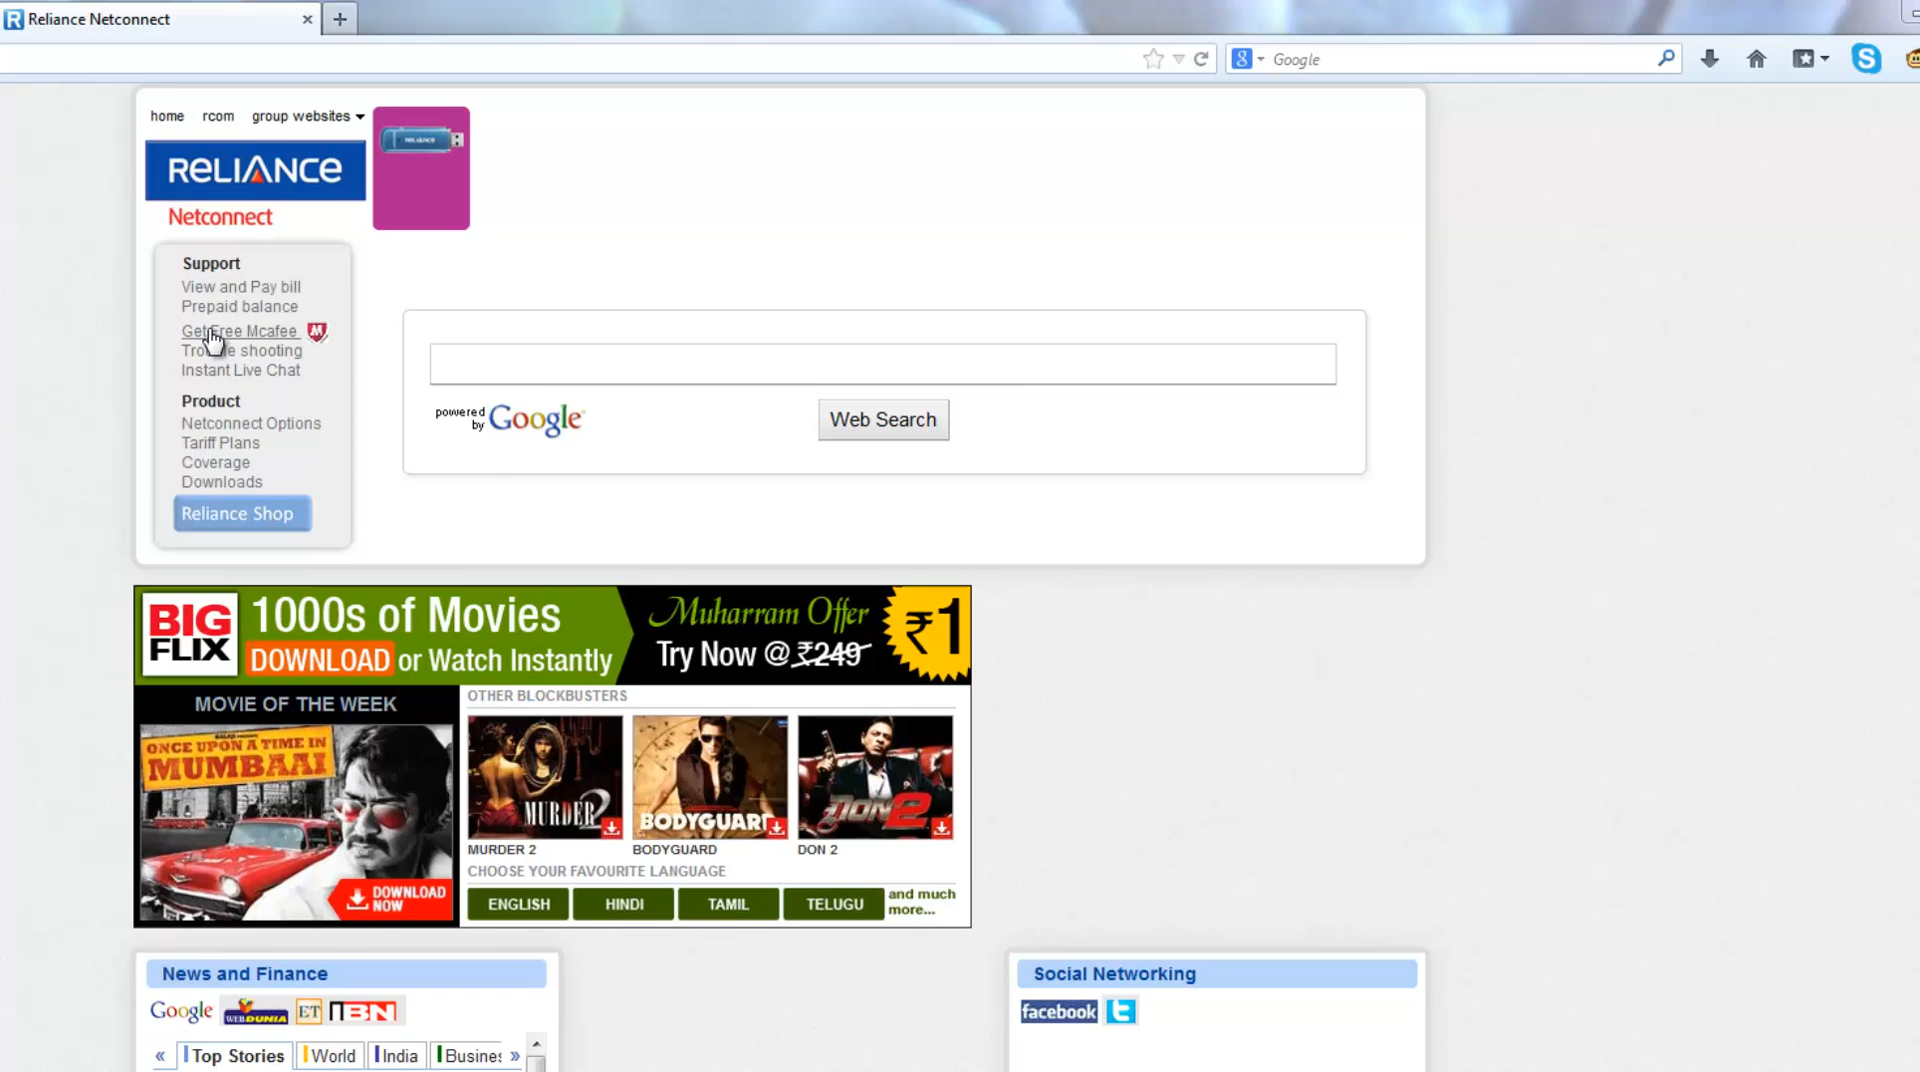 Reliance Netconnect
Google
home rcom group websites
RELIANCE
RELIANCE
Netconnect
Support
View and Pay bill
Prepaid balance
Get Free Mcafee
Trouble shooting
Instant Live Chat
Product
Netconnect Options
Tariff Plans
Coverage
Downloads
Reliance Shop
powered by Google
Web Search
BIG FLIX
1000s of Movies
DOWNLOAD or Watch Instantly
Muharram Offer
Try Now @ ₹249
₹1
MOVIE OF THE WEEK
ONCE UPON A TIME IN
MUMBAAI
DOWNLOAD NOW
OTHER BLOCKBUSTERS
MURDER 2
BODYGUARD
DON 2
MURDER 2 BODYGUARD DON 2
CHOOSE YOUR FAVOURITE LANGUAGE
ENGLISH HINDI TAMIL TELUGU and much more...
News and Finance
Google WEBDUNIA ET IBN
« Top Stories World India Busines »
Social Networking
facebook t